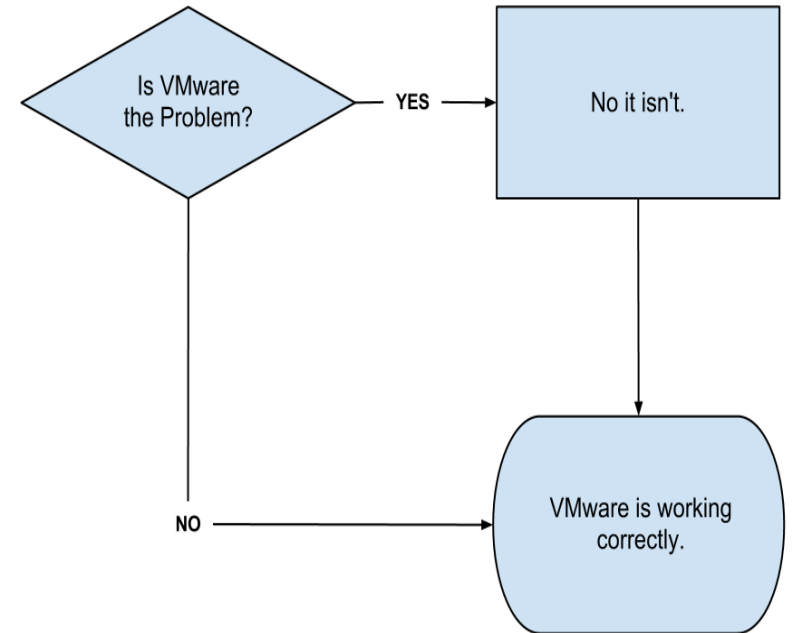 Is VMware
the Problem?
YES
No it isn't.
NO
VMware is working
correctly.